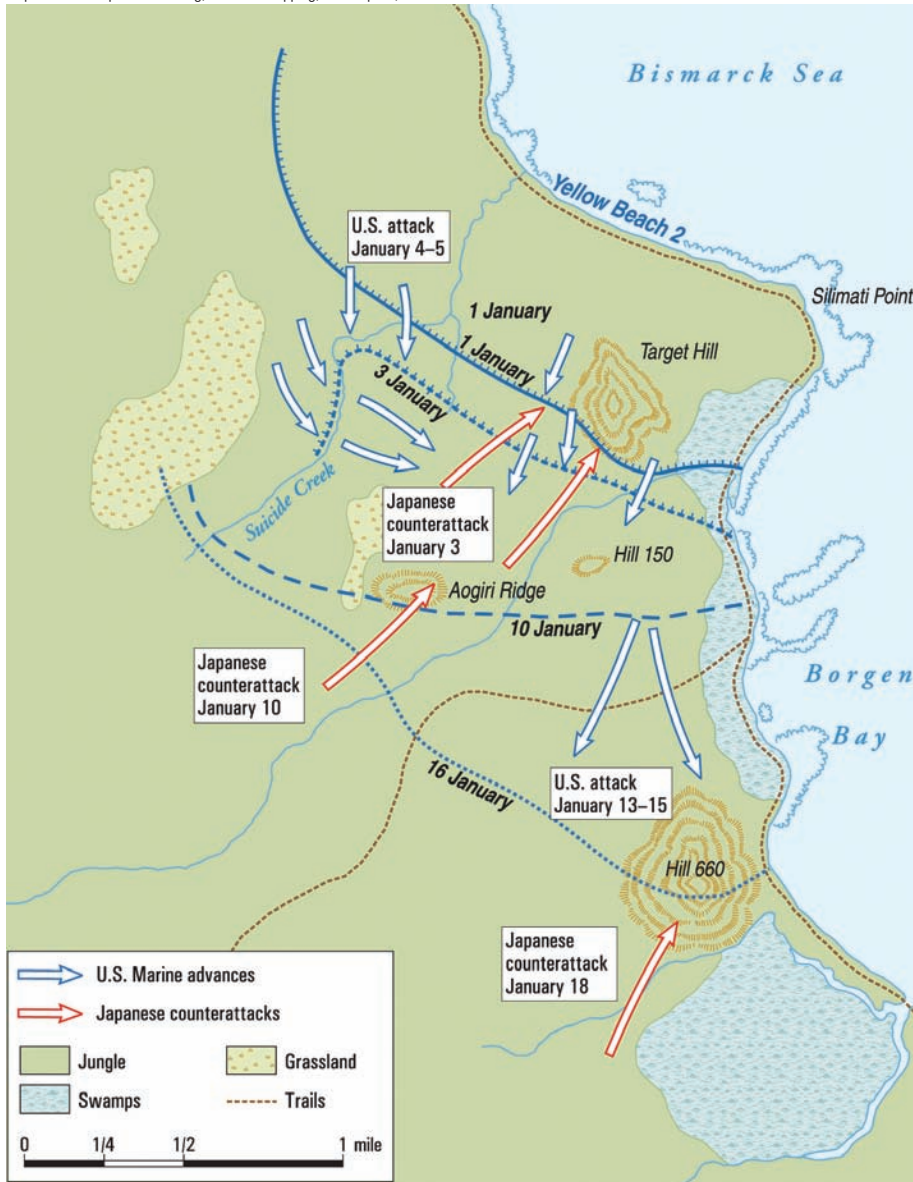 Bismarck Sea
Yellow Beach 2
U.S. attack
January 4–5
Silimati Point
1 January
1 January
Target Hill
3 January
Suicide Creek
Japanese
counterattack
January 3
Hill 150
Aogiri Ridge
10 January
Japanese
counterattack
January 10
Borgen
Bay
16 January
U.S. attack
January 13–15
Hill 660
Japanese
counterattack
January 18
U.S. Marine advances
Japanese counterattacks
Jungle
Grassland
Swamps
Trails
0 1/4 1/2 1 mile